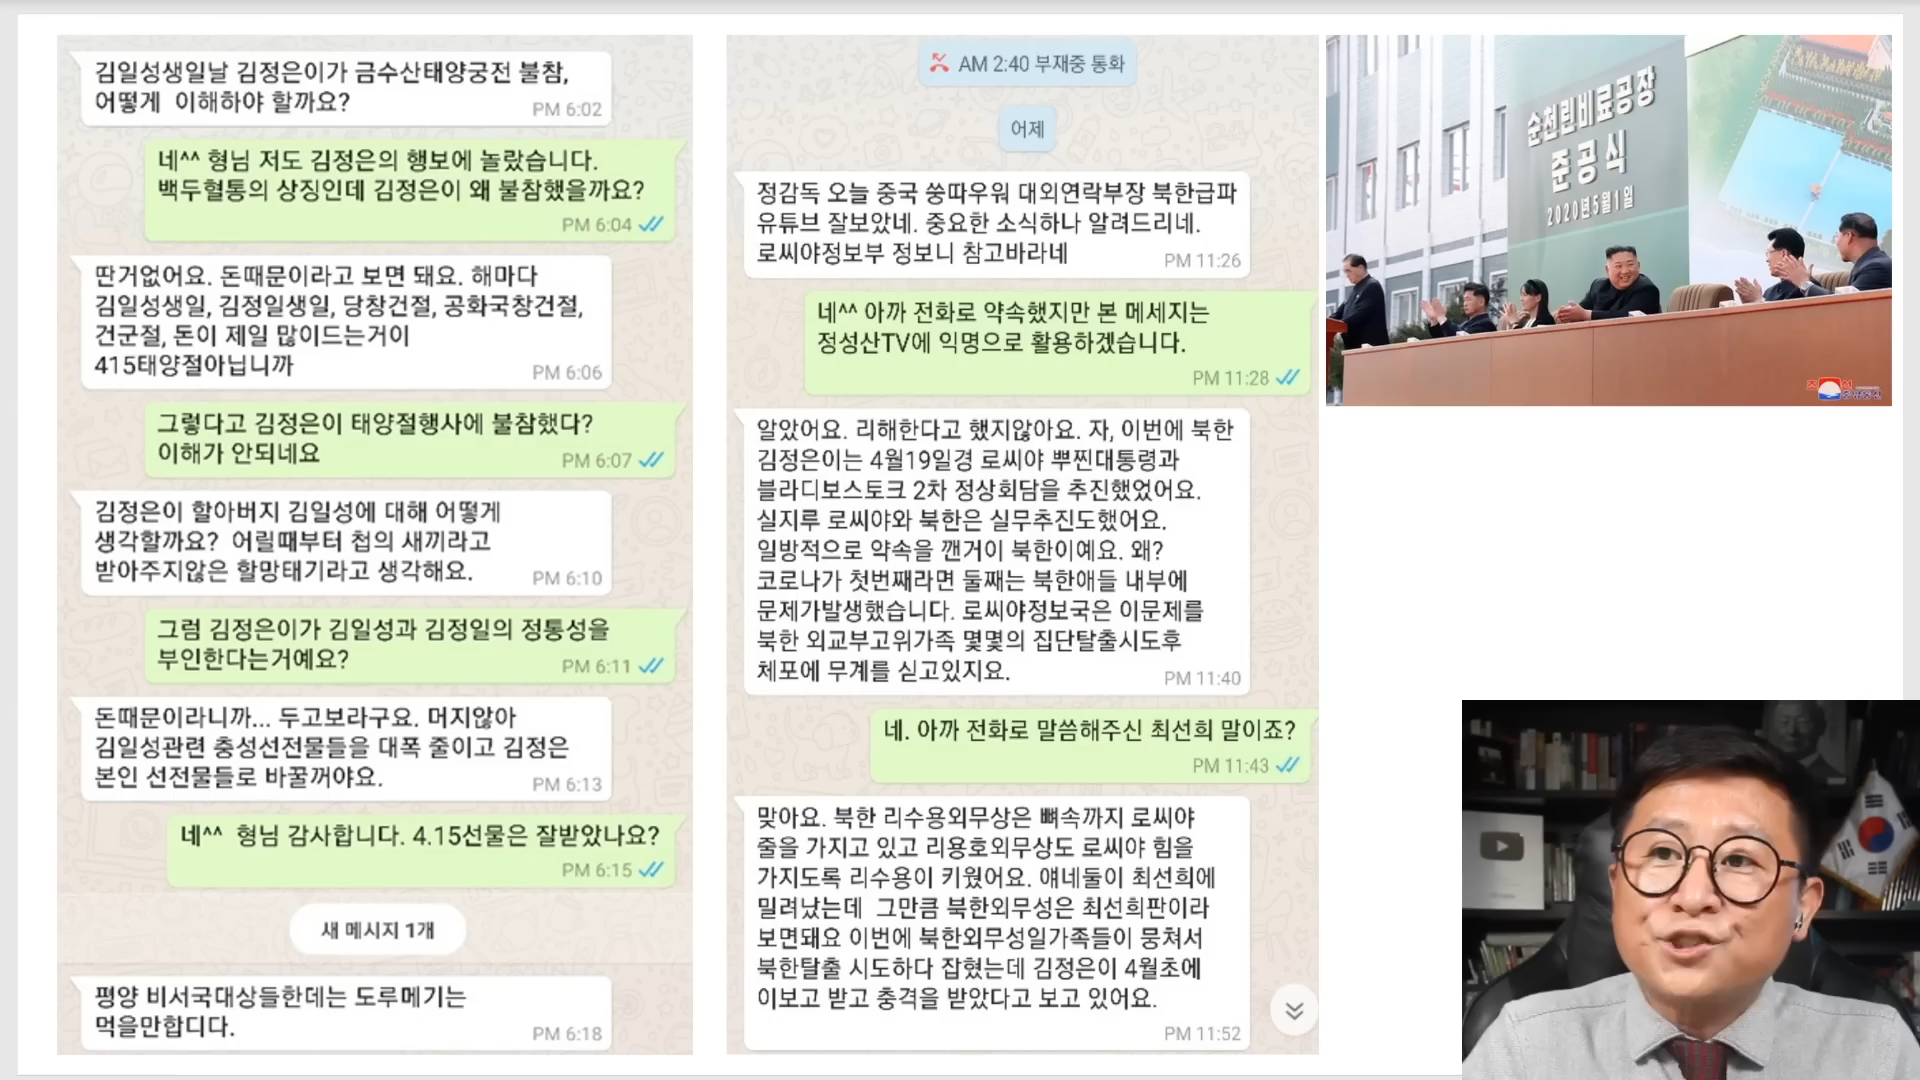 김일성생일날 김정은이가 금수산태양궁전 불참,
어떻게 이해하야 할까요?
PM 6:02
네^^ 형님 저도 김정은의 행보에 놀랐습니다.
백두혈통의 상징인데 김정은이 왜 불참했을까요?
PM 6:04
딴거없어요. 돈때문이라고 보면 돼요. 해마다
김일성생일, 김정일생일, 당창건절, 공화국창건절,
건군절, 돈이 제일 많이드는거이
415태양절아닙니까
PM 6:06
그렇다고 김정은이 태양절행사에 불참했다?
이해가 안되네요
PM 6:07
김정은이 할아버지 김일성에 대해 어떻게
생각할까요? 어릴때부터 첩의 새끼라고
받아주지않은 할망태기라고 생각해요.
PM 6:10
그럼 김정은이가 김일성과 김정일의 정통성을
부인한다는거예요?
PM 6:11
돈때문이라니까... 두고보라구요. 머지않아
김일성관련 충성선전물들을 대폭 줄이고 김정은
본인 선전물들로 바꿀꺼야요.
PM 6:13
네^^ 형님 감사합니다. 4.15선물은 잘받았나요?
PM 6:15
새 메시지 1개
평양 비서국대상들한데는 도루메기는
먹을만합디다.
PM 6:18
AM 2:40 부재중 통화
어제
정감독 오늘 중국 쑹따우워 대외연락부장 북한급파
유튜브 잘보았네. 중요한 소식하나 알려드리네.
로씨야정보부 정보니 참고바라네
PM 11:26
네^^ 아까 전화로 약속했지만 본 메세지는
정성산TV에 익명으로 활용하겠습니다.
PM 11:28
알았어요. 리해한다고 했지않아요. 자, 이번에 북한
김정은이는 4월19일경 로씨야 뿌찐대통령과
블라디보스토크 2차 정상회담을 추진했었어요.
실지루 로씨야와 북한은 실무추진도했어요.
일방적으로 약속을 깬거이 북한이예요. 왜?
코로나가 첫번째라면 둘째는 북한애들 내부에
문제가발생했습니다. 로씨야정보국은 이문제를
북한 외교부고위가족 몇몇의 집단탈출시도후
체포에 무게를 싣고있지요.
PM 11:40
네. 아까 전화로 말씀해주신 최선희 말이죠?
PM 11:43
맞아요. 북한 리수용외무상은 뼈속까지 로씨야
줄을 가지고 있고 리용호외무상도 로씨야 힘을
가지도록 리수용이 키웠어요. 얘네둘이 최선희에
밀려났는데 그만큼 북한외무성은 최선희판이라
보면돼요 이번에 북한외무성일가족들이 뭉쳐서
북한탈출 시도하다 잡혔는데 김정은이 4월초에
이보고 받고 충격을 받았다고 보고 있어요.
PM 11:52
순천린비료공장
준공식
2020년5월1일